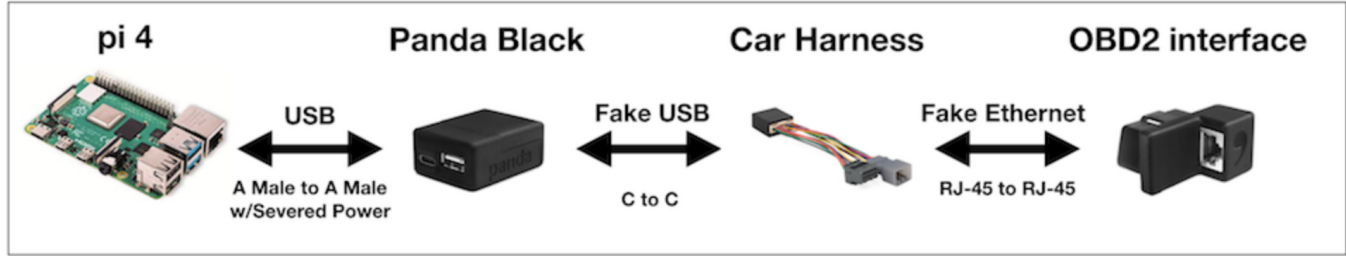 pi 4
Panda Black
Car Harness
OBD2 interface
USB
Fake USB
Fake Ethernet
A Male to A Male
w/Severed Power
C to C
RJ-45 to RJ-45
panda